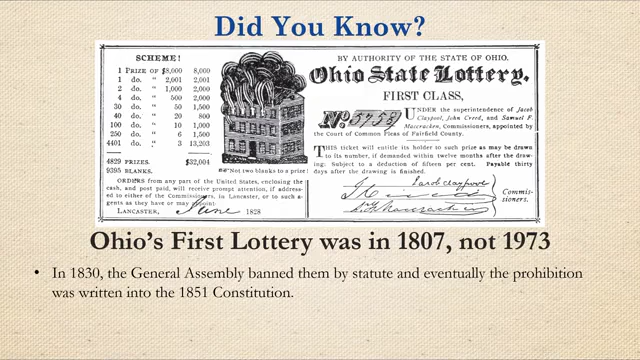 Did You Know?
SCHEME!
1 PRIZE OF $8,000 8,000
1 do. " 2,001 2,001
2 do. " 1,000 2,000
4 do. " 500 2,000
30 do. " 50 1,500
40 do. " 20 800
100 do. " 10 1,000
250 do. " 6 1,500
4401 do. " 3 13,203
4829 PRIZES. $32,004
9395 BLANKS.
Not two blanks to a prize!
ORDERS from any part of the United States, enclosing the
cash, and post paid, will receive prompt attention, if address-
ed to either of the Commissioners, in Lancaster, or to such a-
gents as they have or may appoint.
LANCASTER, June 1828
BY AUTHORITY OF THE STATE OF OHIO.
Ohio State Lottery.
FIRST CLASS,
No. 5758
UNDER the superintendence of Jacob
Claypool, John Creed, and Samuel F.
Maccracken, Commissioners, appointed by
the Court of Common Pleas of Fairfield County.
THIS ticket will entitle its holder to such prize as may be drawn
to its number, if demanded within twelve months after the draw-
ing: Subject to a deduction of fifteen per cent. Payable thirty
days after the drawing is finished.
Jacob claypool
Commis-
sioners.
Ohio's First Lottery was in 1807, not 1973
• In 1830, the General Assembly banned them by statute and eventually the prohibition
was written into the 1851 Constitution.